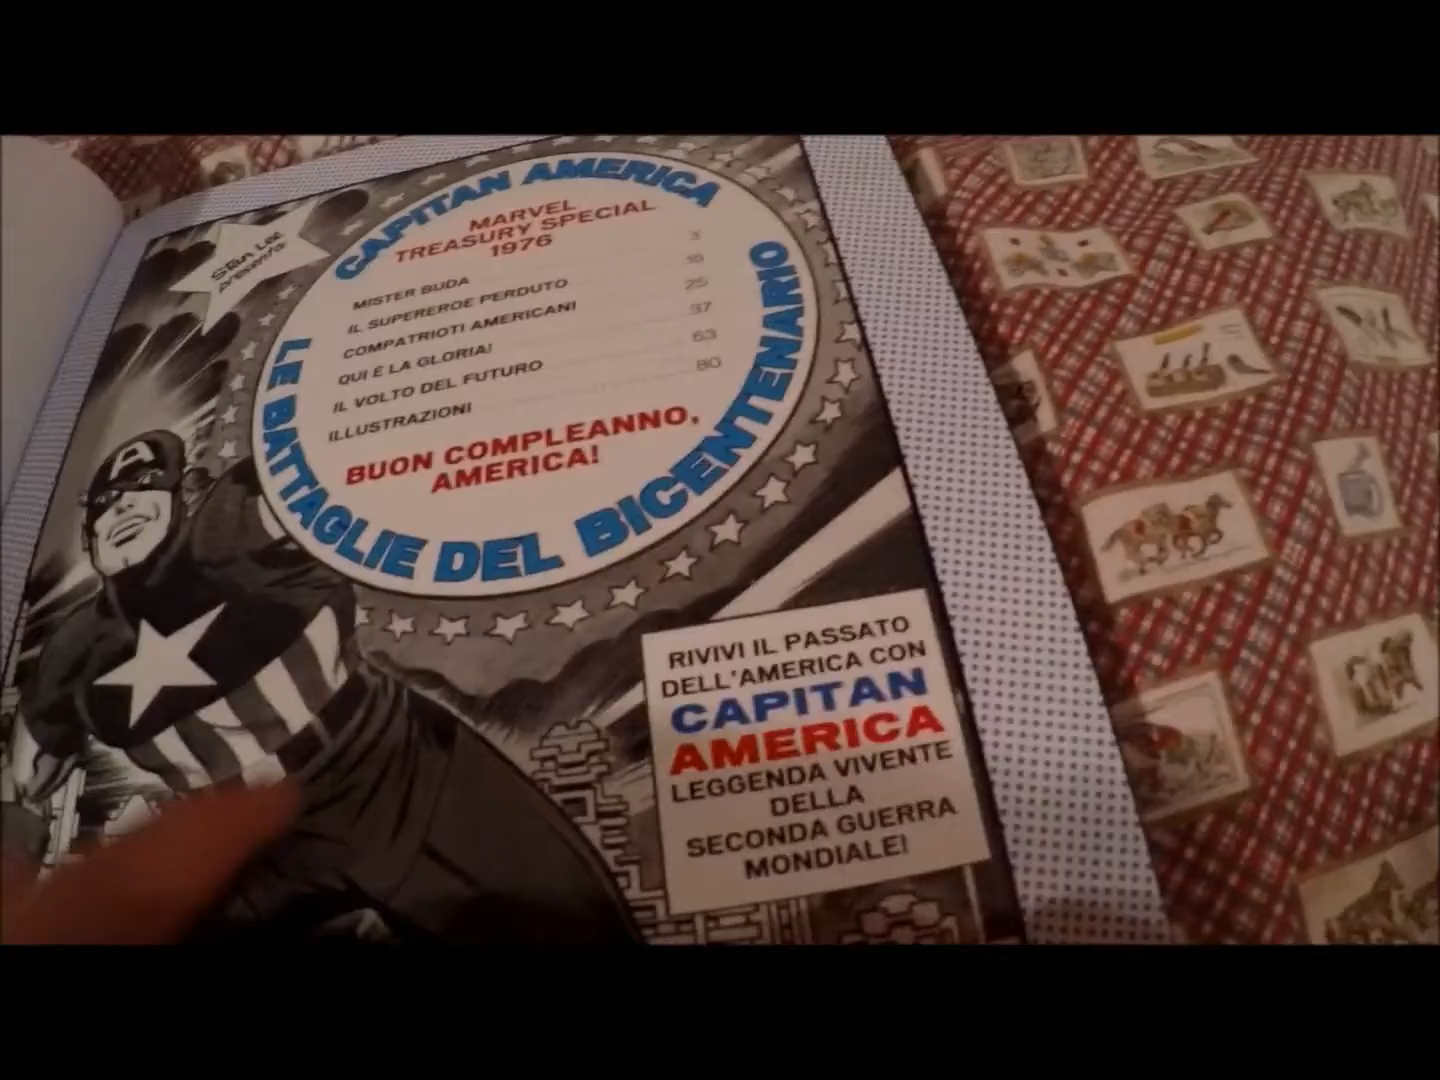 Stan Lee
presenta:
CAPITAN AMERICA
MARVEL
TREASURY SPECIAL
1976
MISTER BUDA 3
IL SUPEREROE PERDUTO 16
COMPATRIOTI AMERICANI 25
QUI È LA GLORIA! 37
IL VOLTO DEL FUTURO 63
ILLUSTRAZIONI 80
BUON COMPLEANNO,
AMERICA!
LE BATTAGLIE DEL BICENTENARIO
RIVIVI IL PASSATO
DELL'AMERICA CON
CAPITAN
AMERICA
LEGGENDA VIVENTE
DELLA
SECONDA GUERRA
MONDIALE!
A